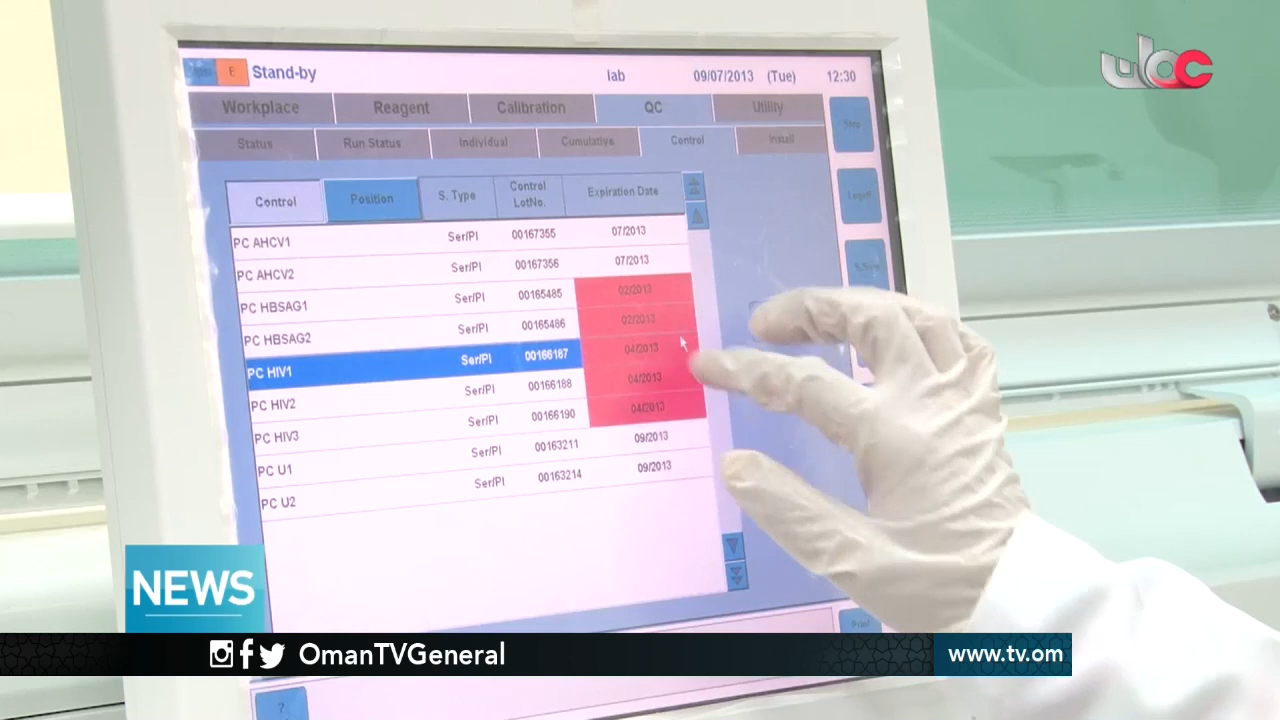 E Stand-by lab 09/07/2013 (Tue) 12:30
Workplace Reagent Calibration QC Utility
Status Run Status Individual Cumulative Control Install
Stop
Control Position S. Type Control LotNo. Expiration Date
Logoff
PC AHCV1 Ser/Pl 00167355 07/2013
PC AHCV2 Ser/Pl 00167356 07/2013
PC HBSAG1 Ser/Pl 00165485 02/2013
PC HBSAG2 Ser/Pl 00165486 02/2013
PC HIV1 Ser/Pl 00166187 04/2013
PC HIV2 Ser/Pl 00166188 04/2013
PC HIV3 Ser/Pl 00166190 04/2013
PC U1 Ser/Pl 00163211 09/2013
PC U2 Ser/Pl 00163214 09/2013
Print
?
NEWS
OmanTVGeneral
www.tv.om